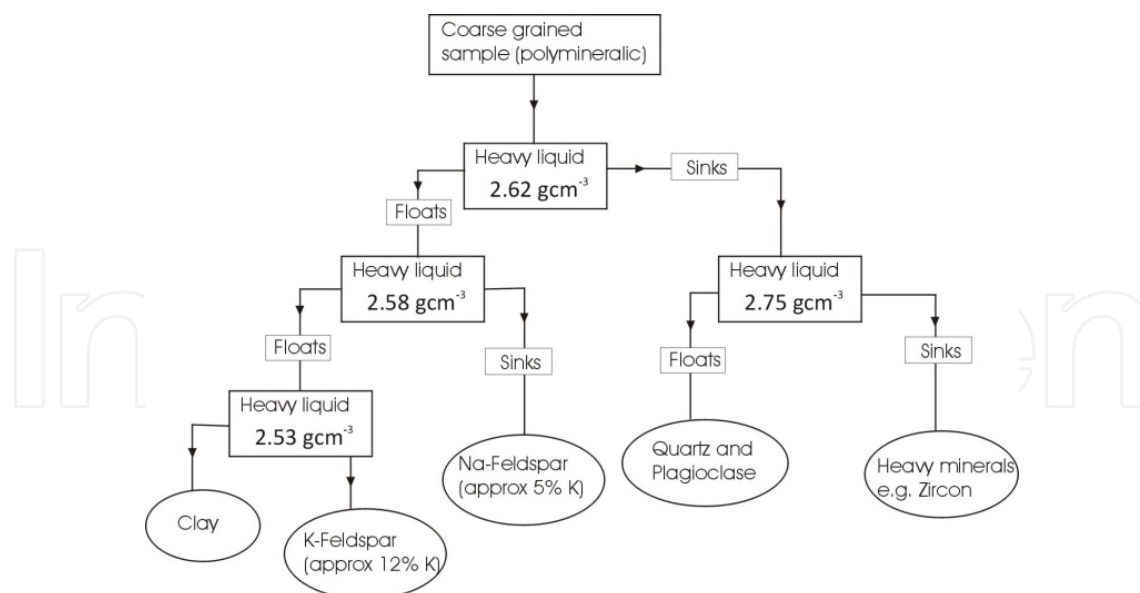 Coarse grained
sample (polymineralic)
Heavy liquid
2.62 gcm⁻³
Sinks
Floats
Heavy liquid
2.58 gcm⁻³
Heavy liquid
2.75 gcm⁻³
Floats
Sinks
Floats
Sinks
Heavy liquid
2.53 gcm⁻³
Na-Feldspar
(approx 5% K)
Quartz and
Plagioclase
Heavy minerals
e.g. Zircon
Clay
K-Feldspar
(approx 12% K)